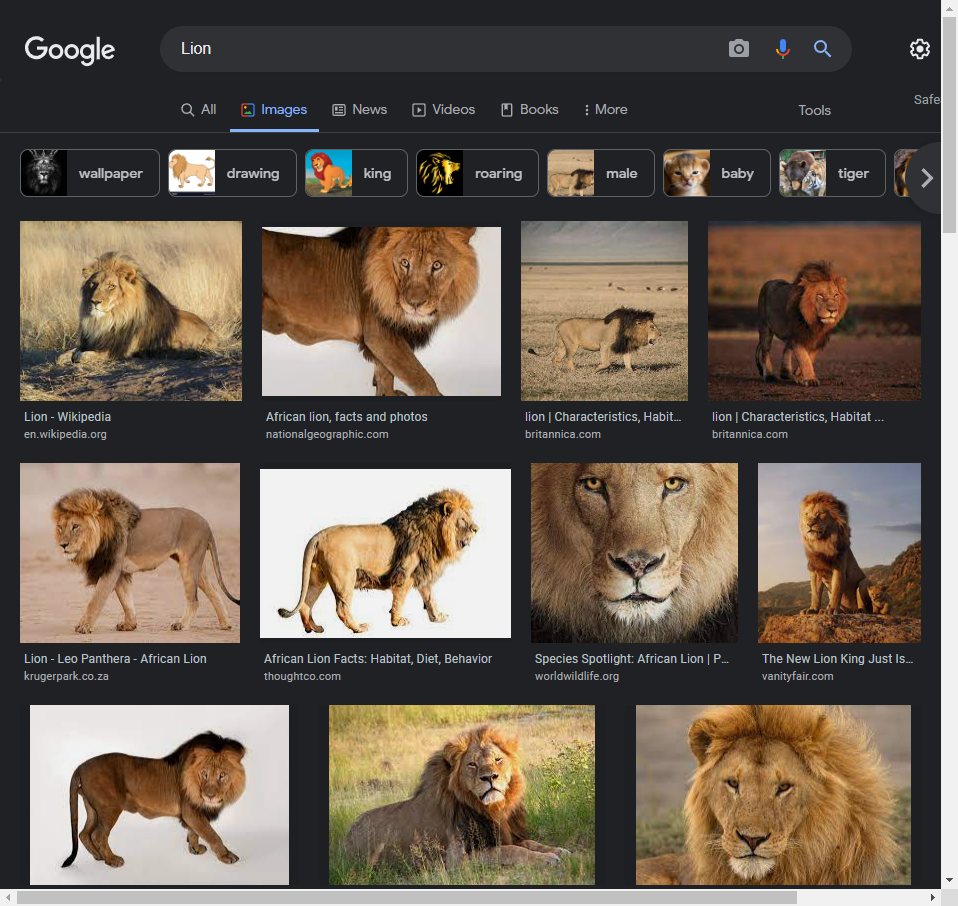 Google
Lion
All
Images
News
Videos
Books
More
Tools
Safe
wallpaper
drawing
king
roaring
male
baby
tiger
Lion - Wikipedia
en.wikipedia.org
African lion, facts and photos
nationalgeographic.com
lion | Characteristics, Habit...
britannica.com
lion | Characteristics, Habitat ...
britannica.com
Lion - Leo Panthera - African Lion
krugerpark.co.za
African Lion Facts: Habitat, Diet, Behavior
thoughtco.com
Species Spotlight: African Lion | P...
worldwildlife.org
The New Lion King Just Is...
vanityfair.com